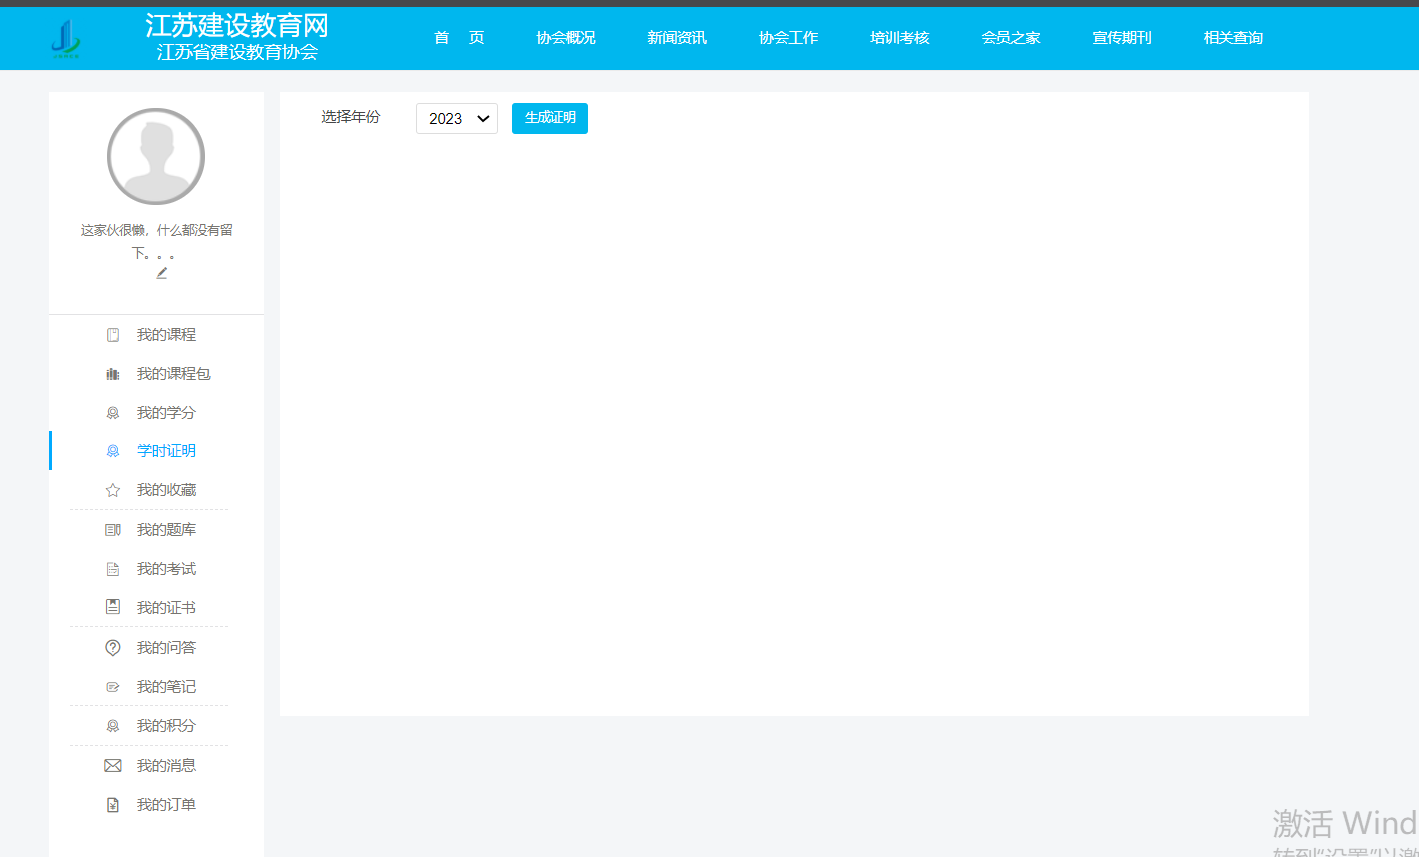 江苏建设教育网
江苏省建设教育协会
首 页 协会概况 新闻资讯 协会工作 培训考核 会员之家 宣传期刊 相关查询
这家伙很懒，什么都没有留
下。。。
我的课程
我的课程包
我的学分
学时证明
我的收藏
我的题库
我的考试
我的证书
我的问答
我的笔记
我的积分
我的消息
我的订单
选择年份 2023 生成证明
激活 Wind
转到"设置"以激